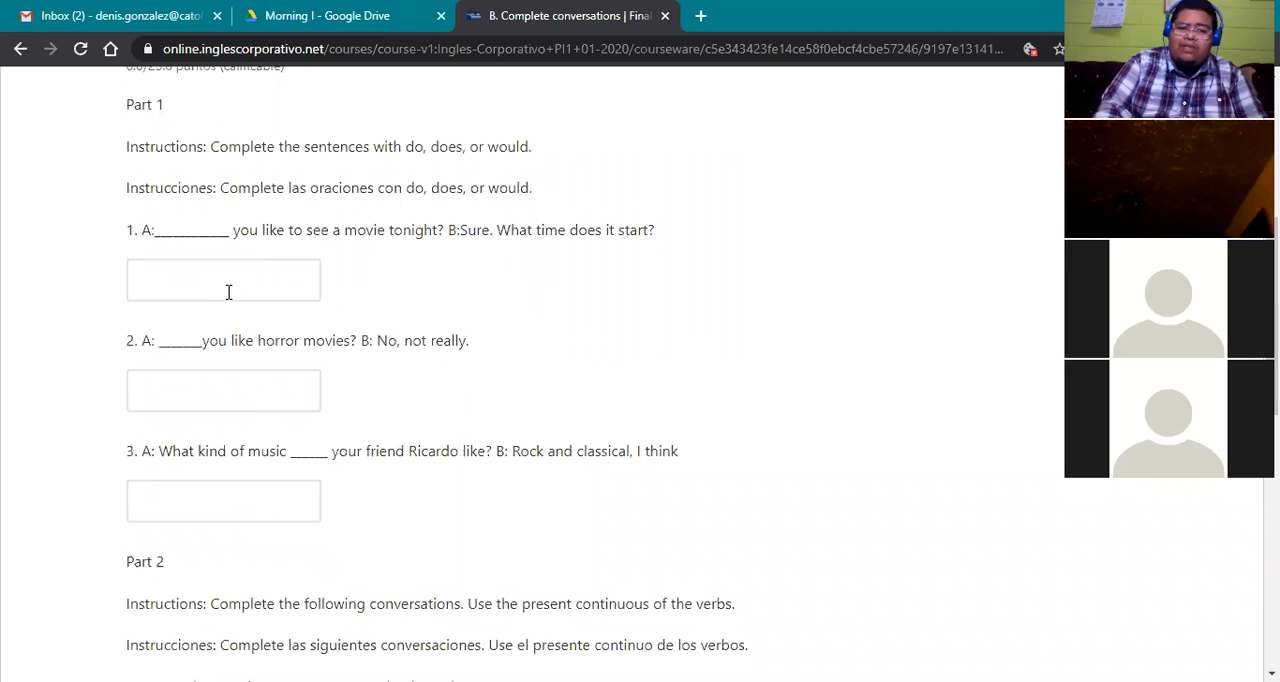 Inbox (2) - denis.gonzalez@cato
Morning I - Google Drive
B. Complete conversations | Final
online.inglescorporativo.net/courses/course-v1:Ingles-Corporativo+PI1+01-2020/courseware/c5e343423fe14ce58f0ebcf4cbe57246/9197e13141...
puntos (calificable)
Part 1
Instructions: Complete the sentences with do, does, or would.
Instrucciones: Complete las oraciones con do, does, or would.
1. A:____________ you like to see a movie tonight? B:Sure. What time does it start?
2. A: _______you like horror movies? B: No, not really.
3. A: What kind of music ______ your friend Ricardo like? B: Rock and classical, I think
Part 2
Instructions: Complete the following conversations. Use the present continuous of the verbs.
Instrucciones: Complete las siguientes conversaciones. Use el presente continuo de los verbos.